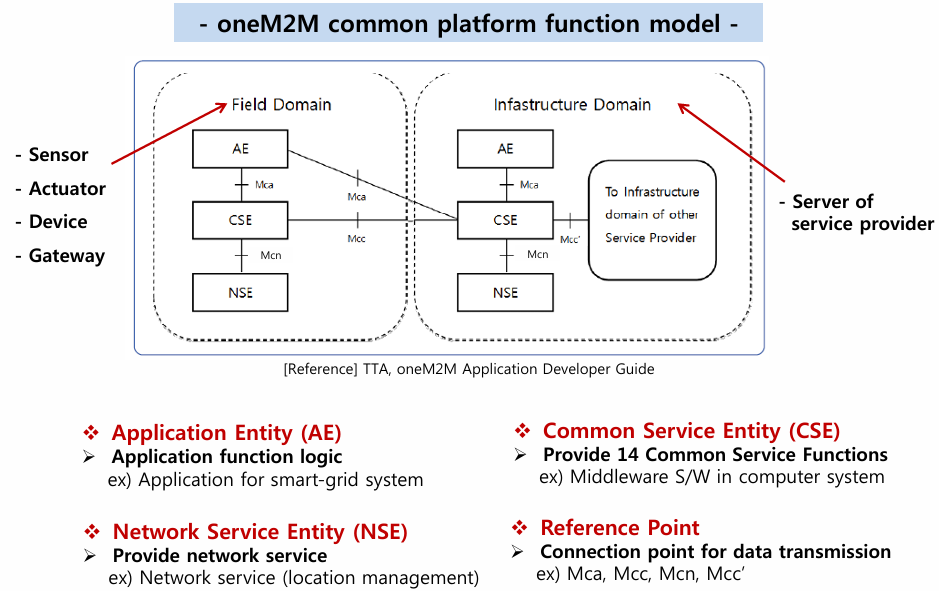 - oneM2M common platform function model -
Field Domain
Infastructure Domain
- Sensor
- Actuator
- Device
- Gateway
AE
Mca
Mca
CSE
Mcc
Mcn
NSE
AE
Mca
CSE
Mcc'
Mcn
NSE
To Infrastructure
domain of other
Service Provider
- Server of
service provider
[Reference] TTA, oneM2M Application Developer Guide
❖ Application Entity (AE)
➢ Application function logic
ex) Application for smart-grid system
❖ Common Service Entity (CSE)
➢ Provide 14 Common Service Functions
ex) Middleware S/W in computer system
❖ Network Service Entity (NSE)
➢ Provide network service
ex) Network service (location management)
❖ Reference Point
➢ Connection point for data transmission
ex) Mca, Mcc, Mcn, Mcc’